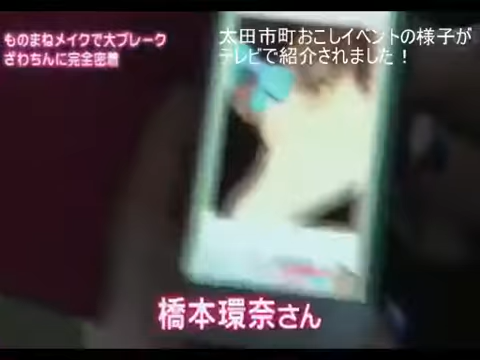 ものまねメイクで大ブレーク
ざわちんに完全密着
太田市町おこしイベントの様子が
テレビで紹介されました！
橋本環奈さん